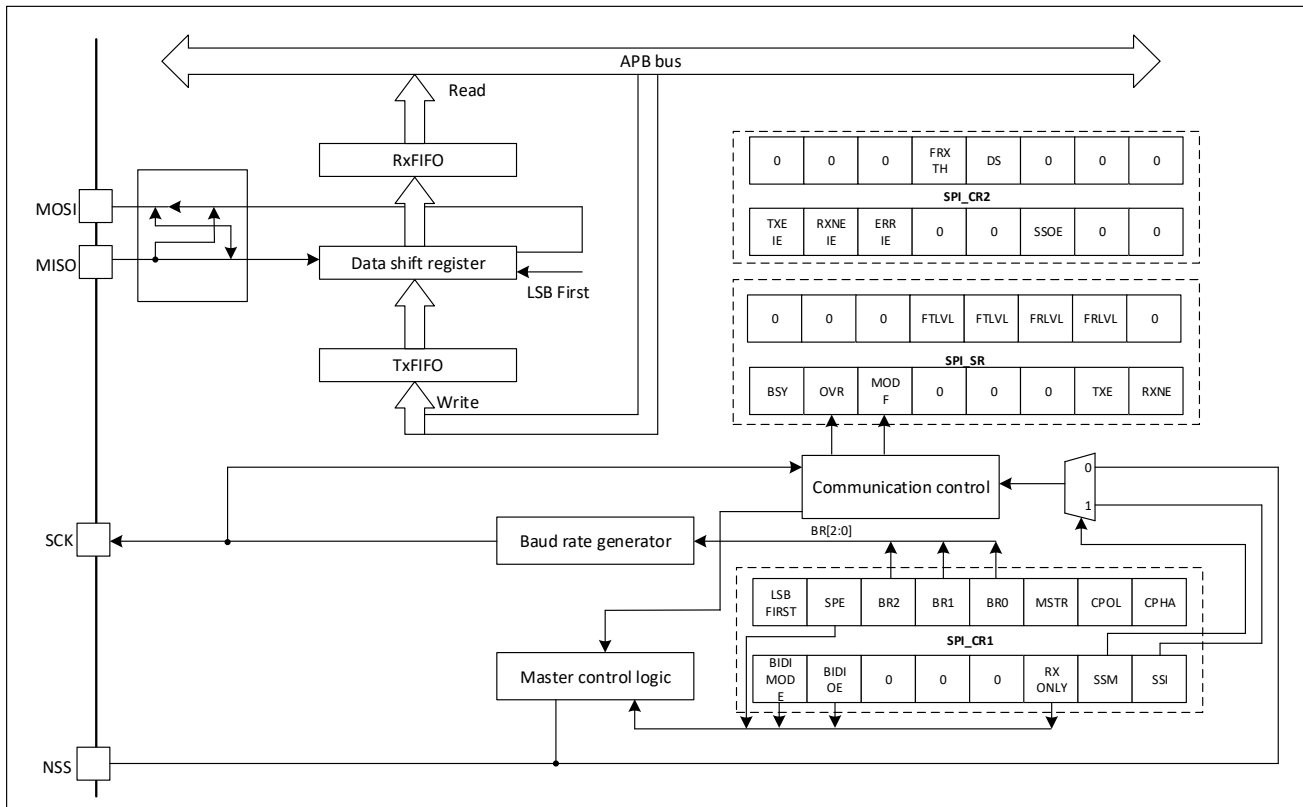 APB bus
Read
RxFIFO
0 0 0 FRX DS 0 0 0
TH
SPI_CR2
MOSI
TXE RXNE ERR 0 0 SSOE 0 0
IE IE IE
MISO
Data shift register
LSB First
0 0 0 FTLVL FTLVL FRLVL FRLVL 0
SPI_SR
TxFIFO
BSY OVR MOD 0 0 0 TXE RXNE
F
Write
0
Communication control
1
SCK
Baud rate generator
BR[2:0]
LSB SPE BR2 BR1 BR0 MSTR CPOL CPHA
FIRST
SPI_CR1
Master control logic
BIDI BIDI 0 0 0 RX SSM SSI
MOD OE ONLY
E
NSS